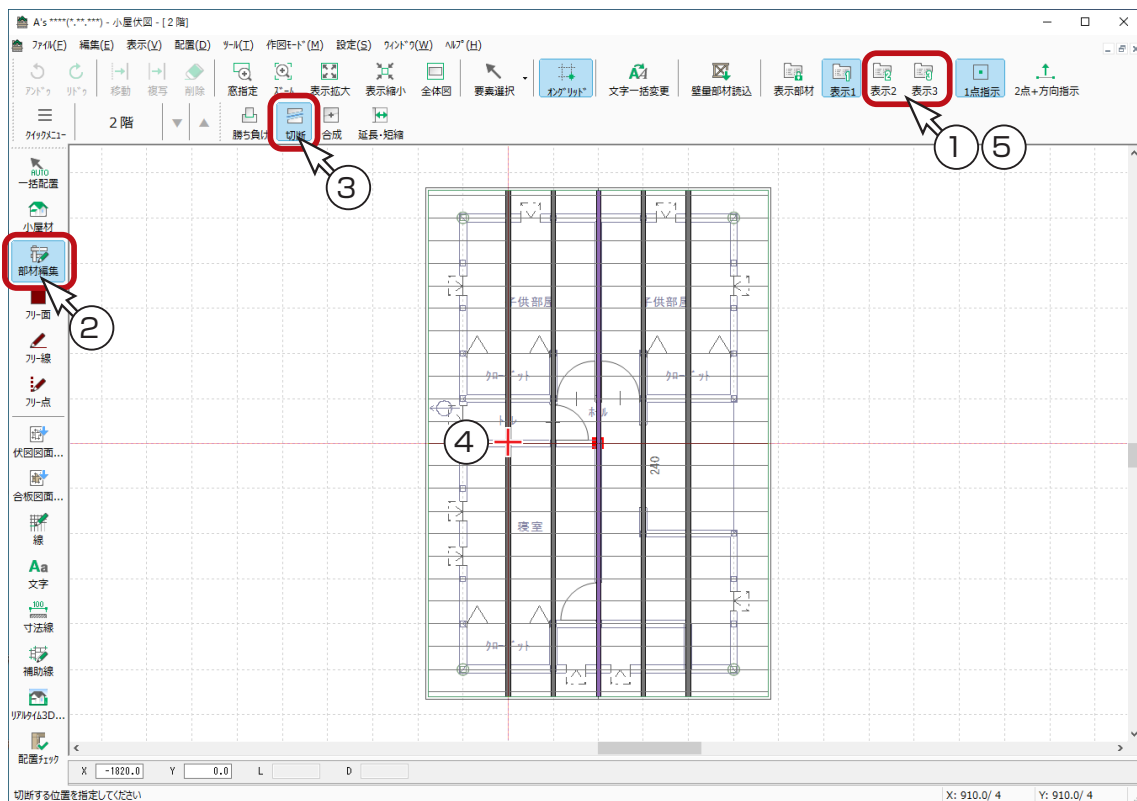 A's ****(*.**.***) - 小屋伏図 - [２階]
ﾌｧｲﾙ(F) 編集(E) 表示(V) 配置(D) ﾂｰﾙ(T) 作図ﾓｰﾄﾞ(M) 設定(S) ｳｨﾝﾄﾞｳ(W) ﾍﾙﾌﾟ(H)
ｱﾝﾄﾞｩ ﾘﾄﾞｩ 移動 複写 削除 窓指定 ｽﾞｰﾑ 表示拡大 表示縮小 全体図 要素選択 ｵﾝｸﾞﾘｯﾄﾞ 文字一括変更 壁量部材読込 表示部材 表示1 表示2 表示3 1点指示 2点+方向指示
ｸｲｯｸﾒﾆｭｰ 2階 勝ち負け 切断 合成 延長・短縮
① ⑤
③
AUTO
一括配置
小屋材
部材編集
②
ﾌﾘｰ面
ﾌﾘｰ線
ﾌﾘｰ点
伏図図面...
合板図面...
線
Aa
文字
100
寸法線
補助線
ﾘｱﾙﾀｲﾑ3D...
配置ﾁｪｯｸ
子供部屋 子供部屋
ｸﾛｰｾﾞｯﾄ ｸﾛｰｾﾞｯﾄ
ﾄｲﾚ ﾎｰﾙ
④
240
寝室
ｸﾛｰｾﾞｯﾄ
X -1820.0 Y 0.0 L D
切断する位置を指定してください X: 910.0/ 4 Y: 910.0/ 4